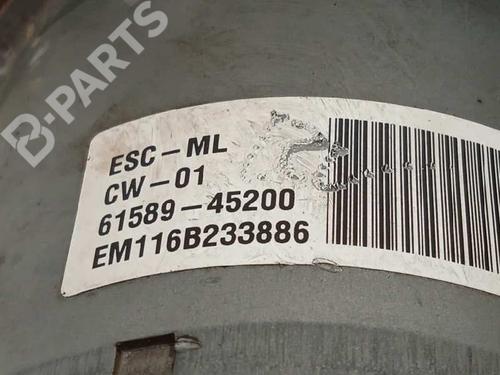 B-PARTS
ESC-ML
CW-01
61589-45200
EM116B233886